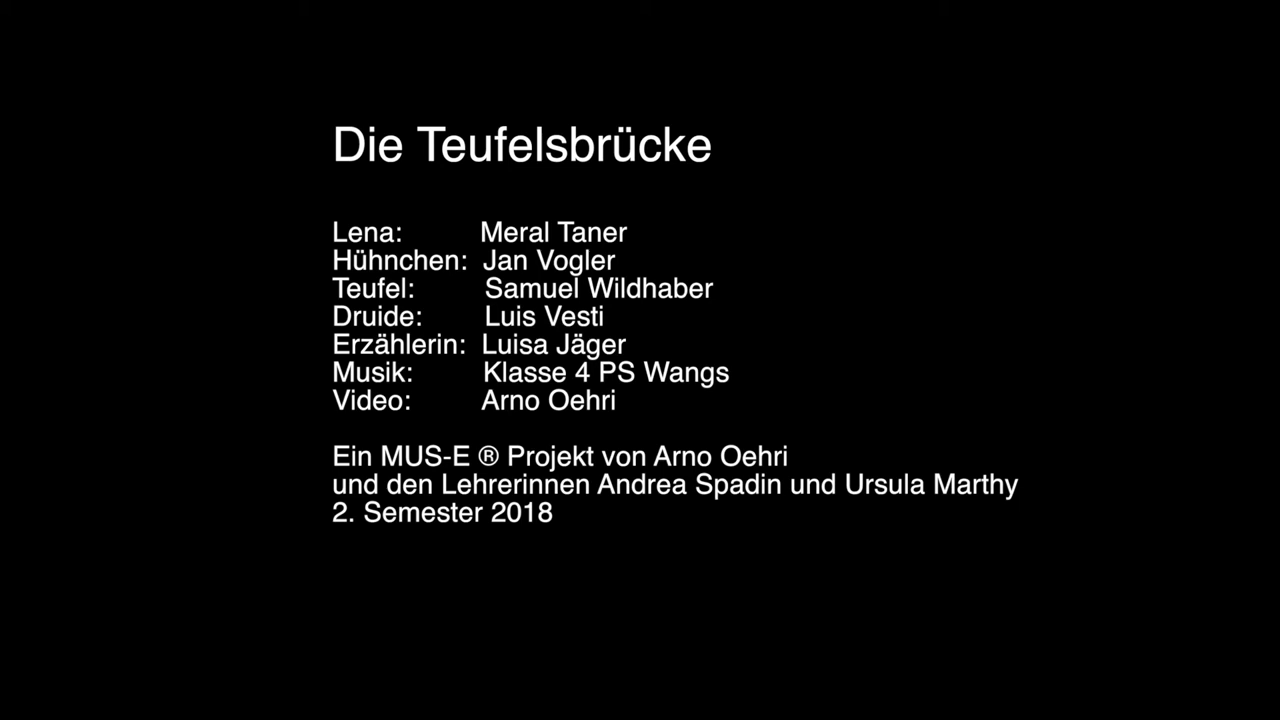 Die Teufelsbrücke
Lena: Meral Taner
Hühnchen: Jan Vogler
Teufel: Samuel Wildhaber
Druide: Luis Vesti
Erzählerin: Luisa Jäger
Musik: Klasse 4 PS Wangs
Video: Arno Oehri
Ein MUS-E ® Projekt von Arno Oehri
und den Lehrerinnen Andrea Spadin und Ursula Marthy
2. Semester 2018